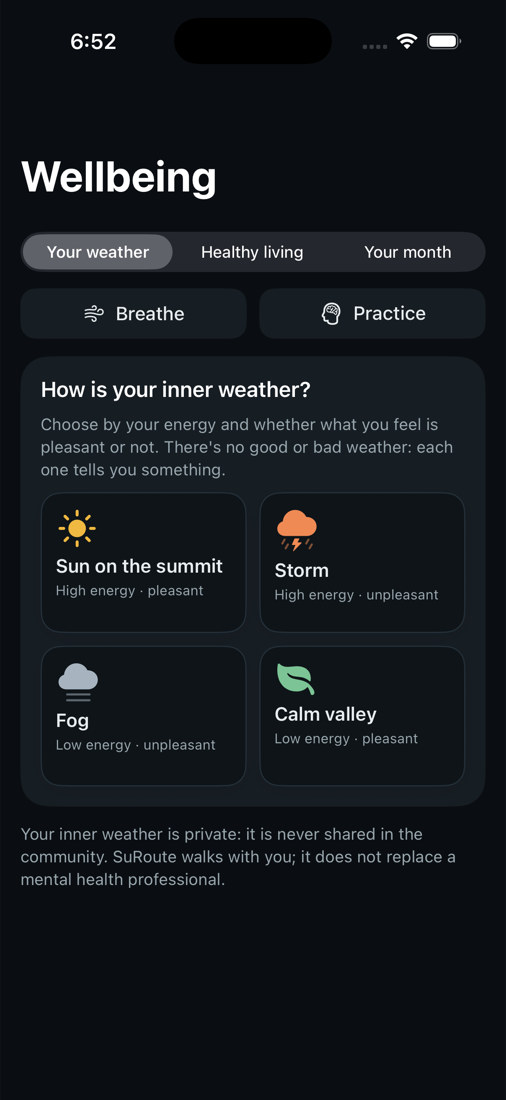 6:52
Wellbeing
Your weather
Healthy living
Your month
Breathe
Practice
How is your inner weather?
Choose by your energy and whether what you feel is
pleasant or not. There's no good or bad weather: each
one tells you something.
Sun on the summit
High energy · pleasant
Storm
High energy · unpleasant
Fog
Low energy · unpleasant
Calm valley
Low energy · pleasant
Your inner weather is private: it is never shared in the
community. SuRoute walks with you; it does not replace a
mental health professional.